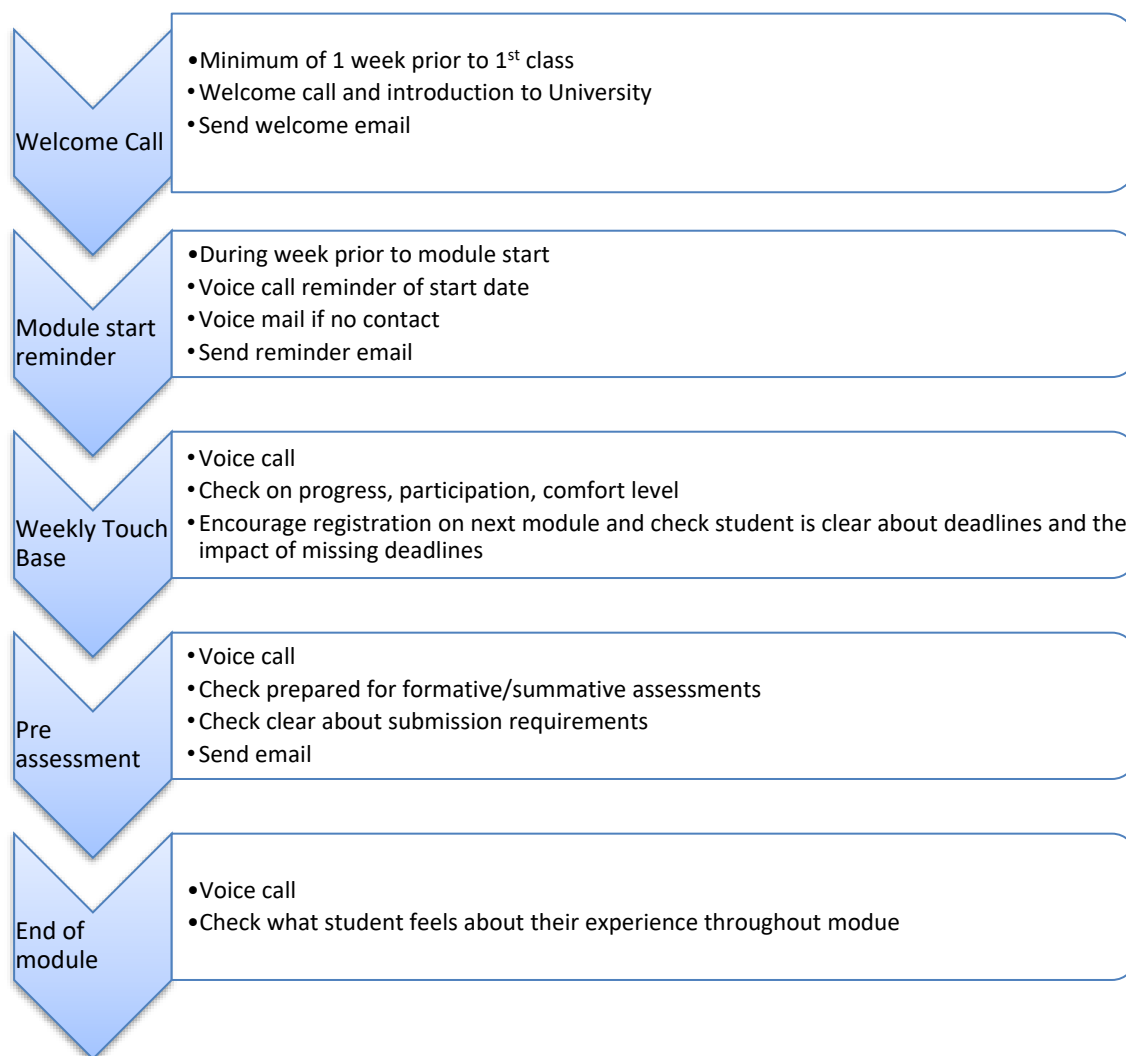 Welcome Call
•Minimum of 1 week prior to 1st class
•Welcome call and introduction to University
•Send welcome email
Module start
reminder
•During week prior to module start
•Voice call reminder of start date
•Voice mail if no contact
•Send reminder email
Weekly Touch
Base
•Voice call
•Check on progress, participation, comfort level
•Encourage registration on next module and check student is clear about deadlines and the
impact of missing deadlines
Pre
assessment
•Voice call
•Check prepared for formative/summative assessments
•Check clear about submission requirements
•Send email
End of
module
•Voice call
•Check what student feels about their experience throughout modue